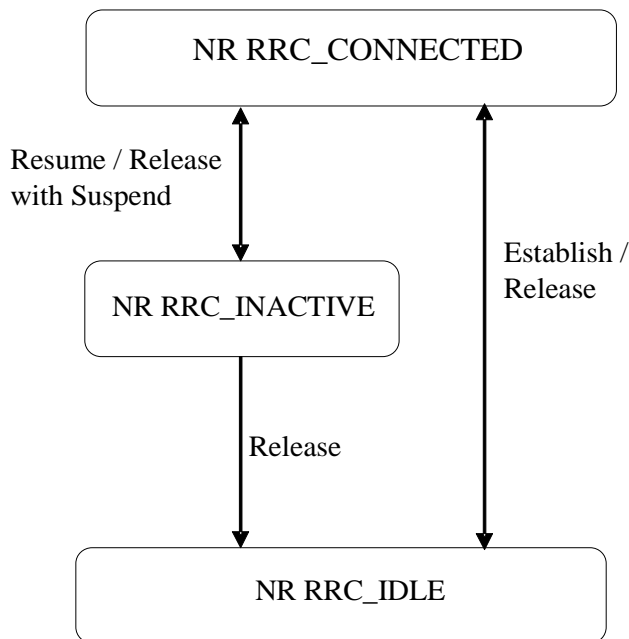 NR RRC_CONNECTED
Resume / Release
with Suspend
Establish /
Release
NR RRC_INACTIVE
Release
NR RRC_IDLE